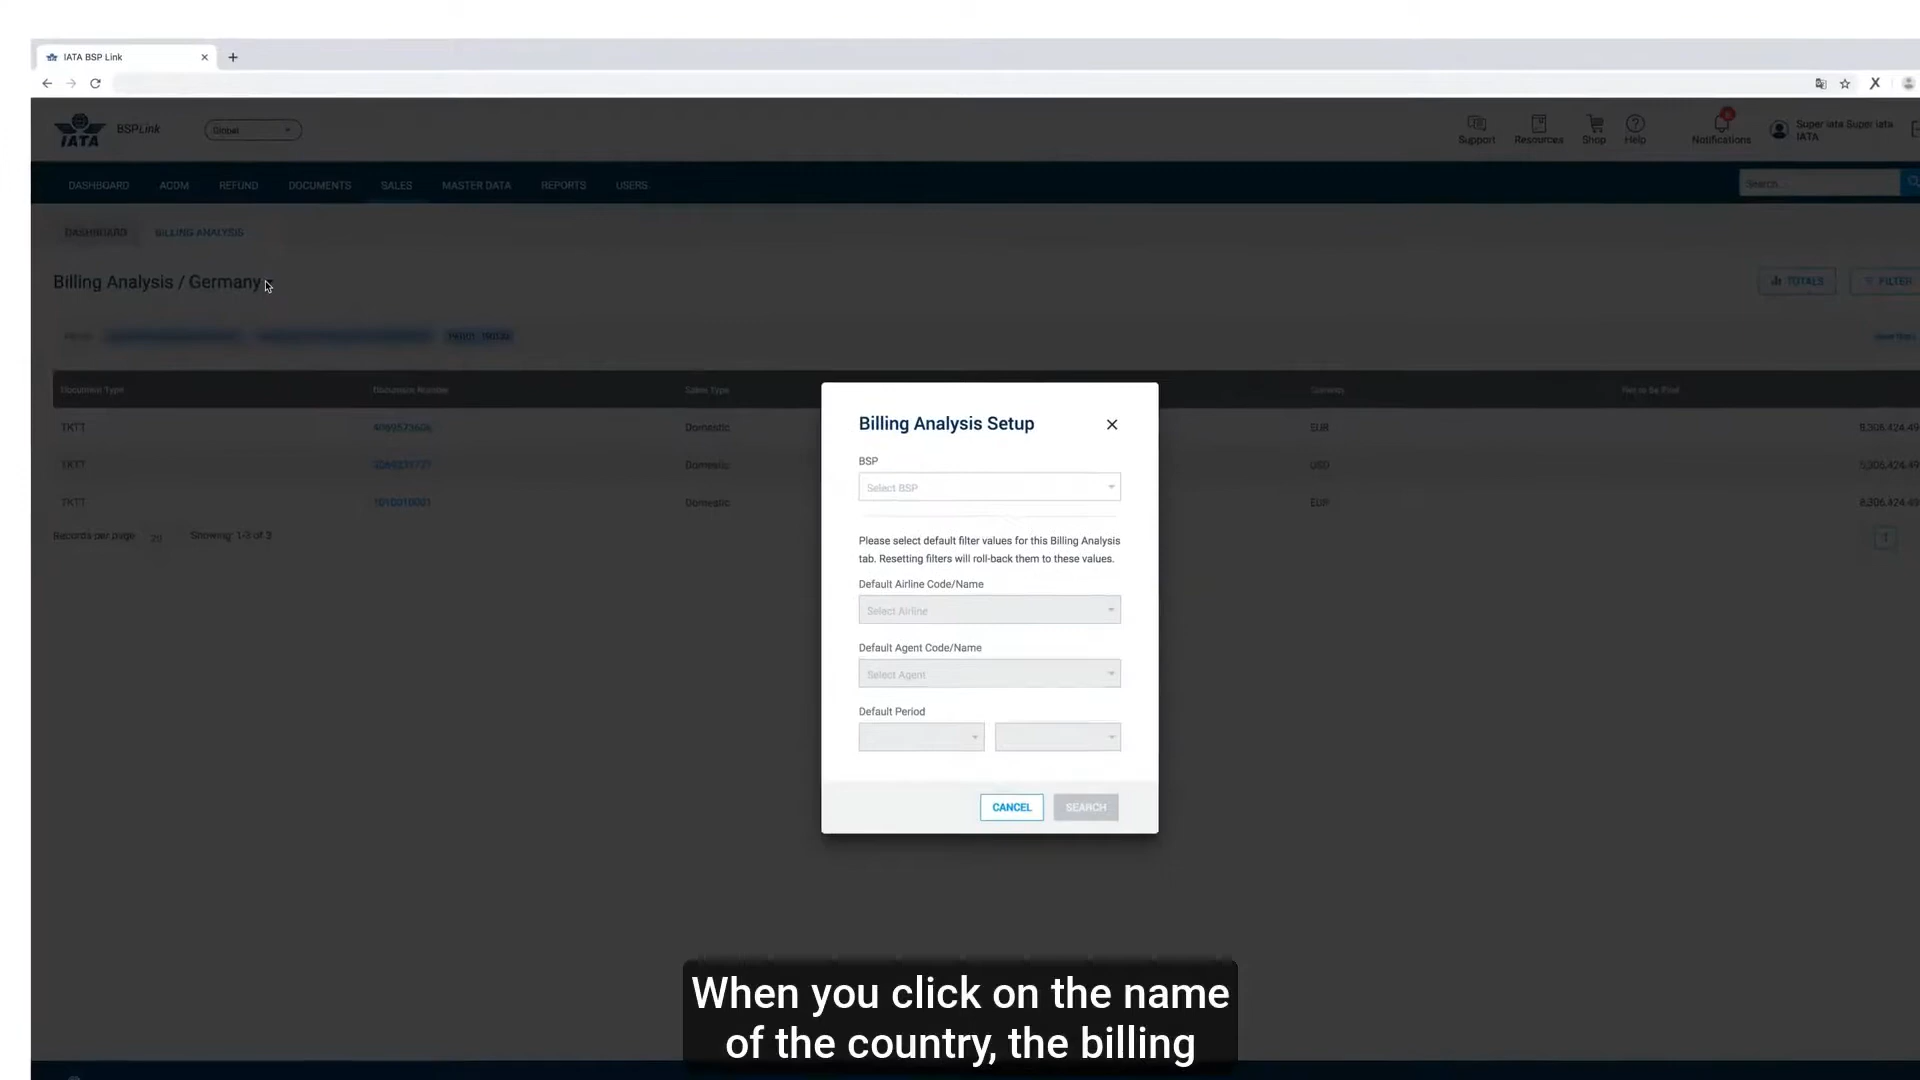 IATA BSP Link
IATA
BSPLink
Global
Support
Resources
Shop
Help
Notifications
Super Iata Super Iata
IATA
DASHBOARD ACDM REFUND DOCUMENTS SALES MASTER DATA REPORTS USERS
Search...
DASHBOARD BILLING ANALYSIS
Billing Analysis / Germany
TOTALS
FILTER
Document Type Document Number Sales Type Currency
TKTT Domestic EUR
TKTT Domestic USD
TKTT Domestic EUR
Records per page 20 Showing: 1-3 of 3
1
Billing Analysis Setup
BSP
Select BSP
Please select default filter values for this Billing Analysis
tab. Resetting filters will roll-back them to these values.
Default Airline Code/Name
Select Airline
Default Agent Code/Name
Select Agent
Default Period
CANCEL SEARCH
When you click on the name
of the country, the billing